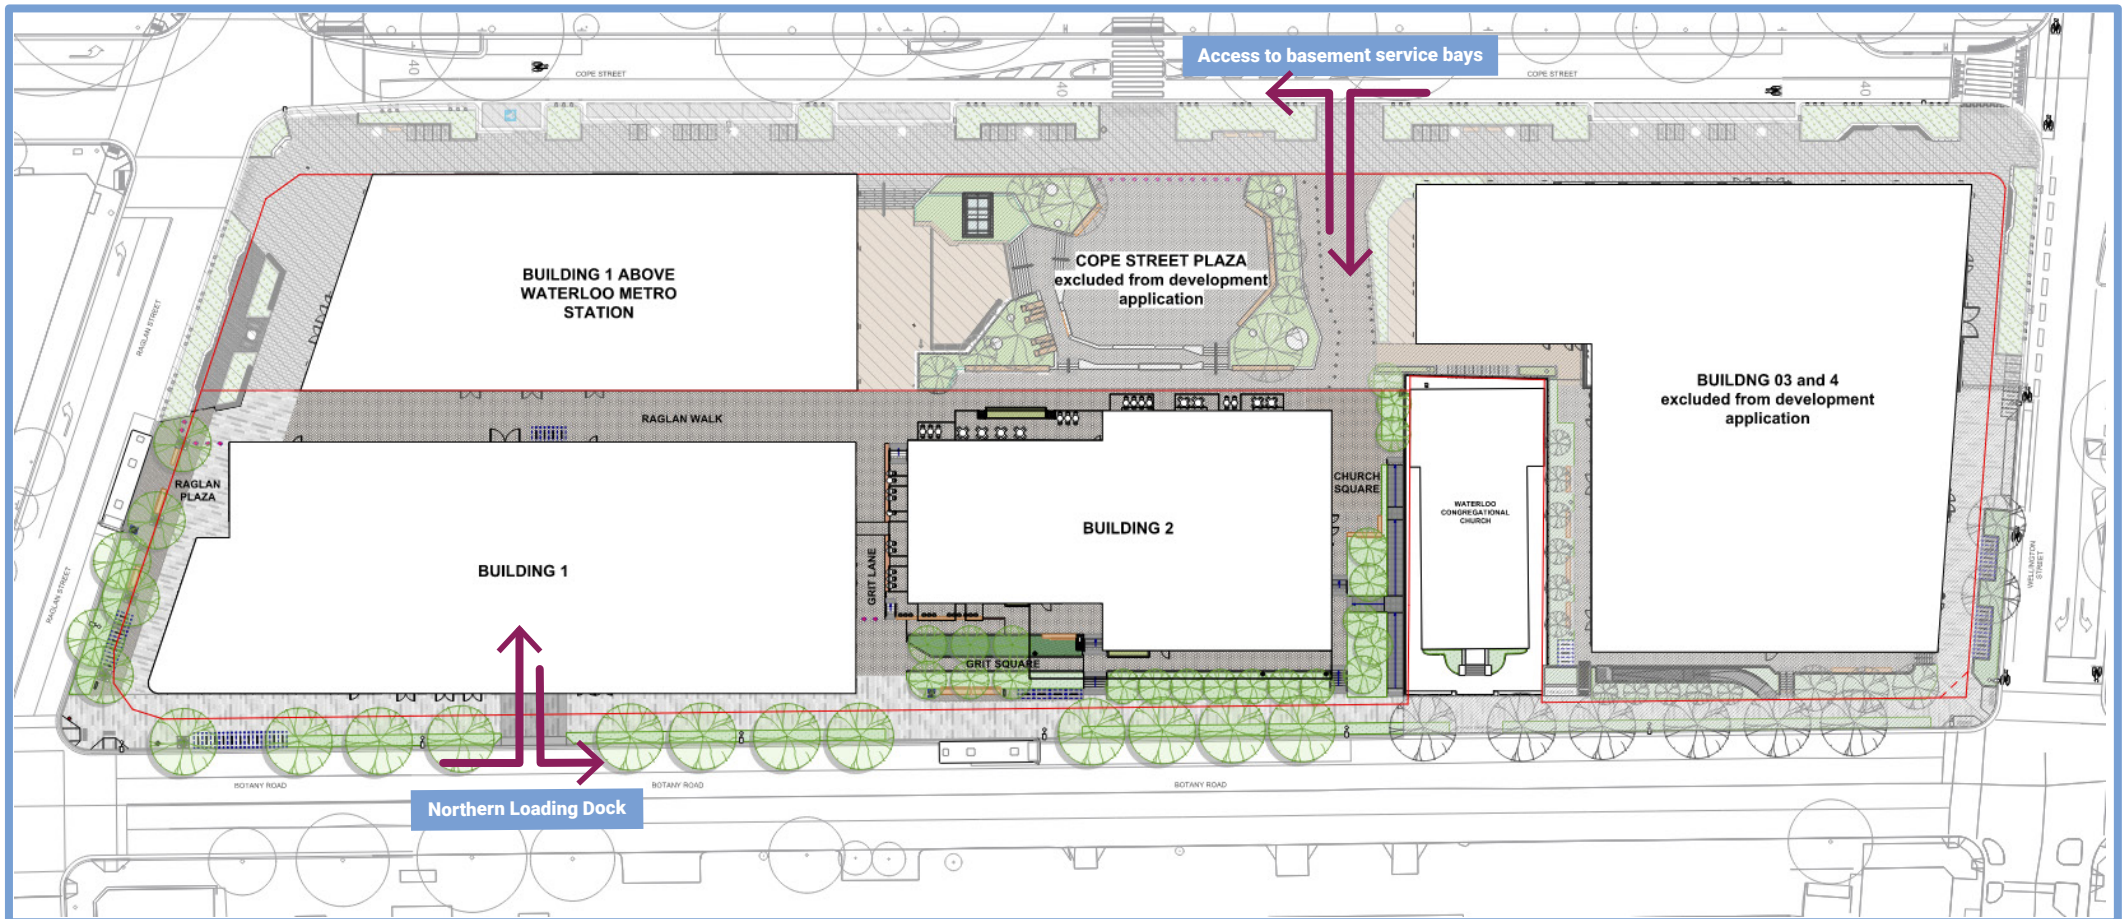 Access to basement service bays
COPE STREET
COPE STREET
40
40
40
BUILDING 1 ABOVE
WATERLOO METRO
STATION
COPE STREET PLAZA
excluded from development
application
BUILDNG 03 and 4
excluded from development
application
RAGLAN STREET
RAGLAN WALK
RAGLAN
PLAZA
CHURCH
SQUARE
WATERLOO
CONGREGATIONAL
CHURCH
BUILDING 2
BUILDING 1
GRIT LANE
RAGLAN STREET
WELLINGTON
STREET
GRIT SQUARE
BOTANY ROAD
BOTANY ROAD
BOTANY ROAD
Northern Loading Dock